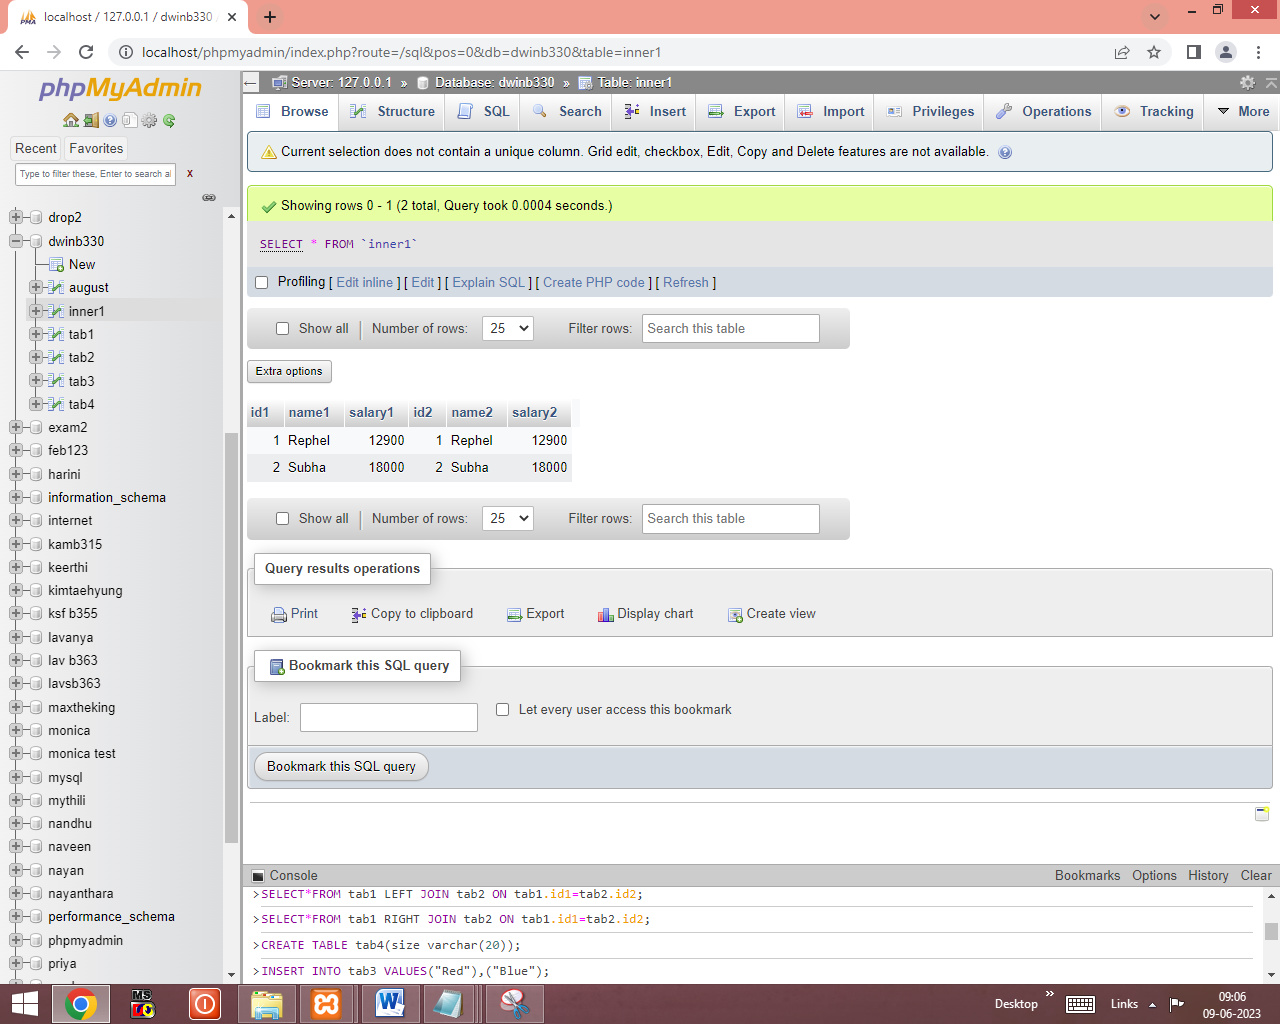 localhost / 127.0.0.1 / dwinb330
localhost/phpmyadmin/index.php?route=/sql&pos=0&db=dwinb330&table=inner1
phpMyAdmin
Recent Favorites
Type to filter these, Enter to search al X
drop2
dwinb330
New
august
inner1
tab1
tab2
tab3
tab4
exam2
feb123
harini
information_schema
internet
kamb315
keerthi
kimtaehyung
ksf b355
lavanya
lav b363
lavsb363
maxtheking
monica
monica test
mysql
mythili
nandhu
naveen
nayan
nayanthara
performance_schema
phpmyadmin
priya
Server: 127.0.0.1 » Database: dwinb330 » Table: inner1
Browse Structure SQL Search Insert Export Import Privileges Operations Tracking More
Current selection does not contain a unique column. Grid edit, checkbox, Edit, Copy and Delete features are not available.
Showing rows 0 - 1 (2 total, Query took 0.0004 seconds.)
SELECT * FROM `inner1`
Profiling [ Edit inline ] [ Edit ] [ Explain SQL ] [ Create PHP code ] [ Refresh ]
Show all Number of rows: 25 Filter rows: Search this table
Extra options
id1 name1 salary1 id2 name2 salary2
1 Rephel 12900 1 Rephel 12900
2 Subha 18000 2 Subha 18000
Show all Number of rows: 25 Filter rows: Search this table
Query results operations
Print Copy to clipboard Export Display chart Create view
Bookmark this SQL query
Label: Let every user access this bookmark
Bookmark this SQL query
Console Bookmarks Options History Clear
>SELECT*FROM tab1 LEFT JOIN tab2 ON tab1.id1=tab2.id2;
>SELECT*FROM tab1 RIGHT JOIN tab2 ON tab1.id1=tab2.id2;
>CREATE TABLE tab4(size varchar(20));
>INSERT INTO tab3 VALUES("Red"),("Blue");
Desktop » Links 09:06
09-06-2023